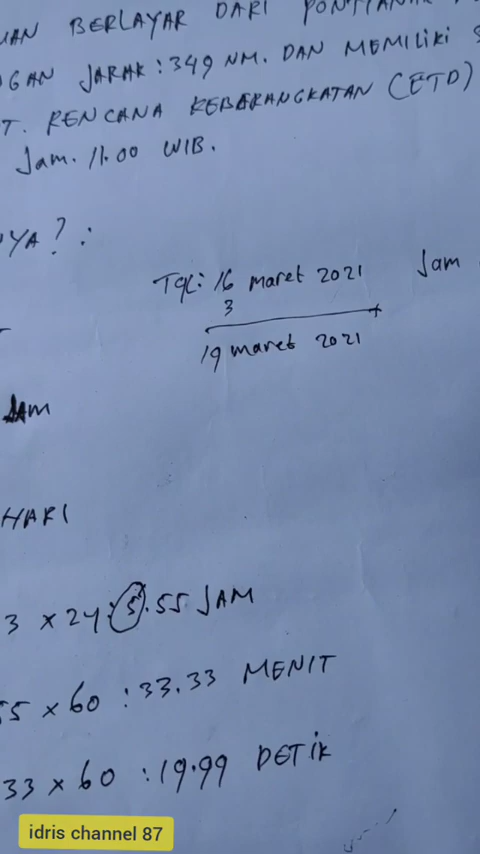 BERLAYAR DARI
JARAK : 349 NM. DAN MEMILIKI
RENCANA KEBERANGKATAN (ETD)
Jam. 11.00 WIB.
NYA? :
Tgl: 16 maret 2021 Jam
3
19 maret 2021
JAM
HARI
3 x 24 : 5.55 JAM
55 x 60 : 33.33 MENIT
33 x 60 : 19.99 DETIK
idris channel 87